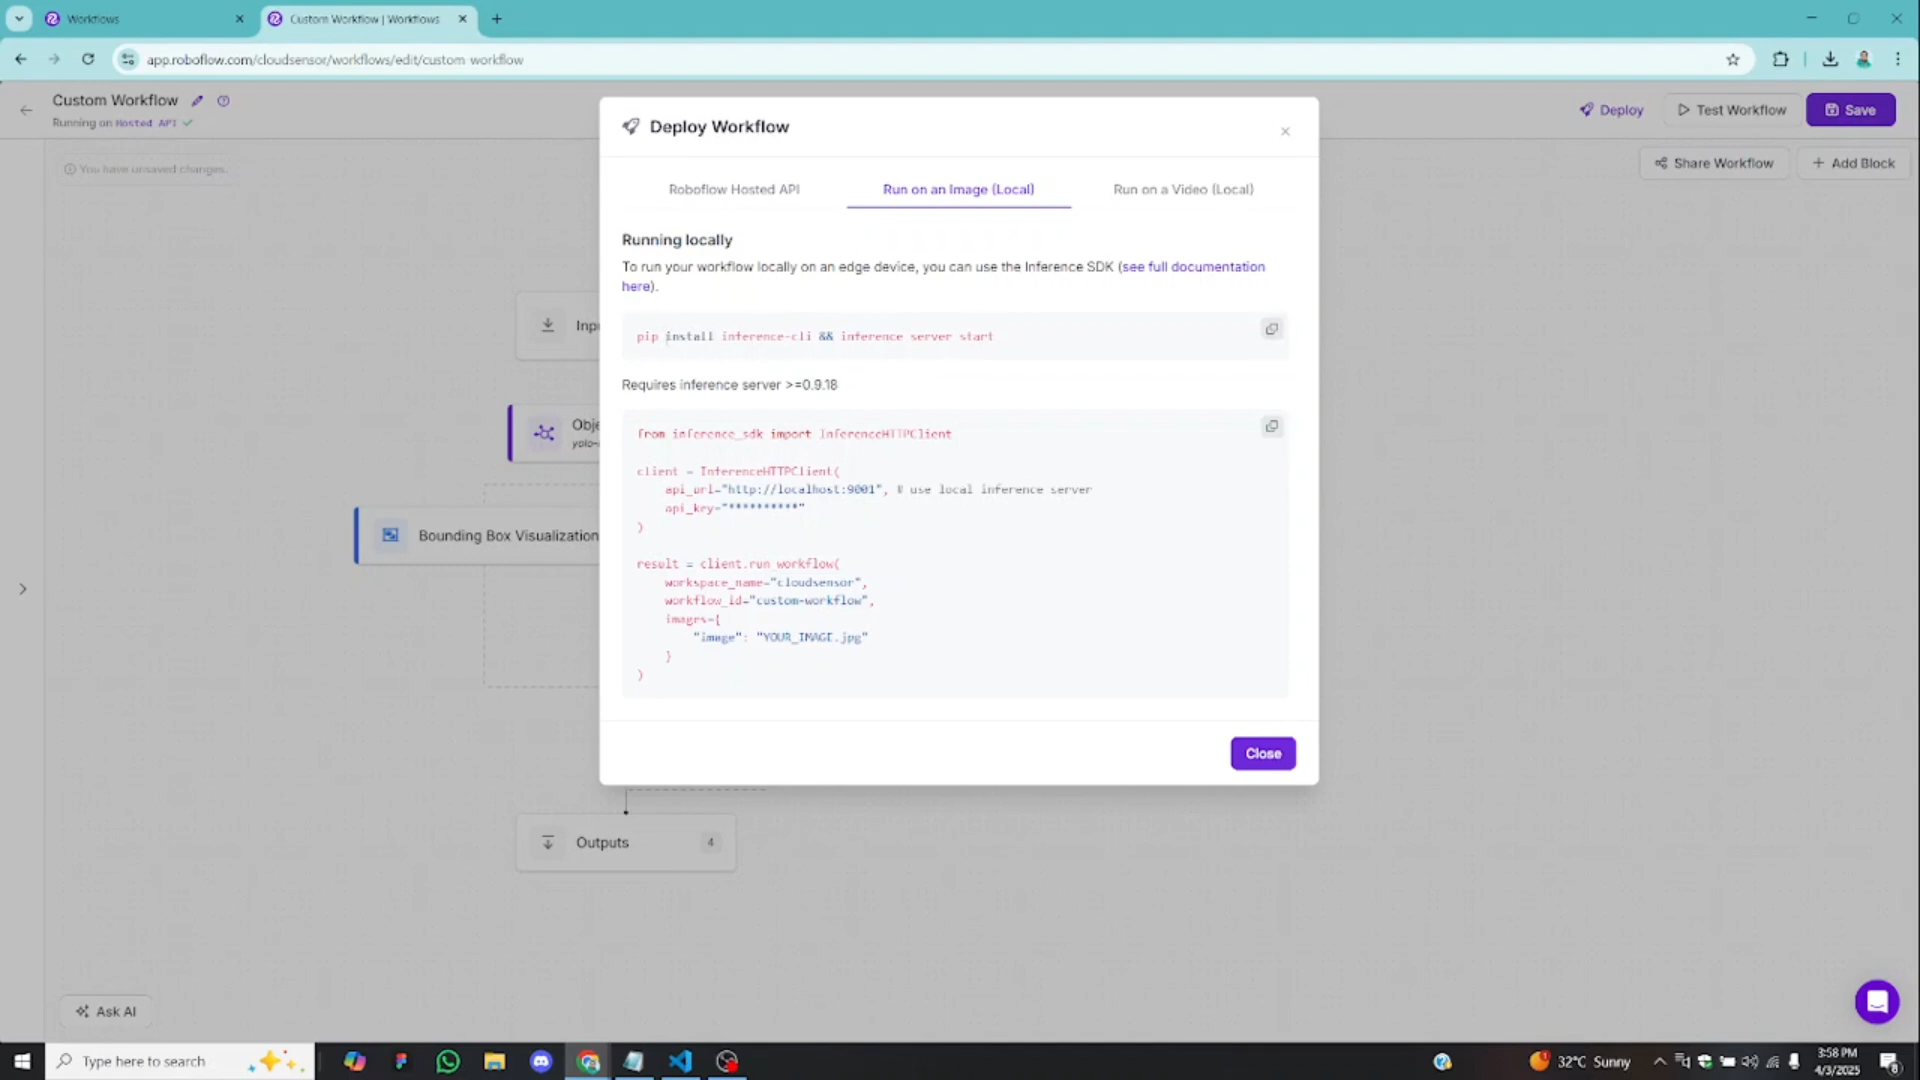 Workflows
Custom Workflow | Workflows
app.roboflow.com/cloudsensor/workflows/edit/custom-workflow
Custom Workflow
Running on Hosted API
Deploy
Test Workflow
Save
You have unsaved changes.
Share Workflow
Add Block
Inpu
Obje
yolo-
Bounding Box Visualization
Outputs
4
Ask AI
Deploy Workflow
Roboflow Hosted API
Run on an Image (Local)
Run on a Video (Local)
Running locally
To run your workflow locally on an edge device, you can use the Inference SDK (see full documentation
here).
pip install inference-cli && inference server start
Requires inference server >=0.9.18
from inference_sdk import InferenceHTTPClient
client = InferenceHTTPClient(
api_url="http://localhost:9001", # use local inference server
api_key="**********"
)
result = client.run_workflow(
workspace_name="cloudsensor",
workflow_id="custom-workflow",
images={
"image": "YOUR_IMAGE.jpg"
}
)
Close
Type here to search
32°C Sunny
3:58 PM
4/3/2025
8